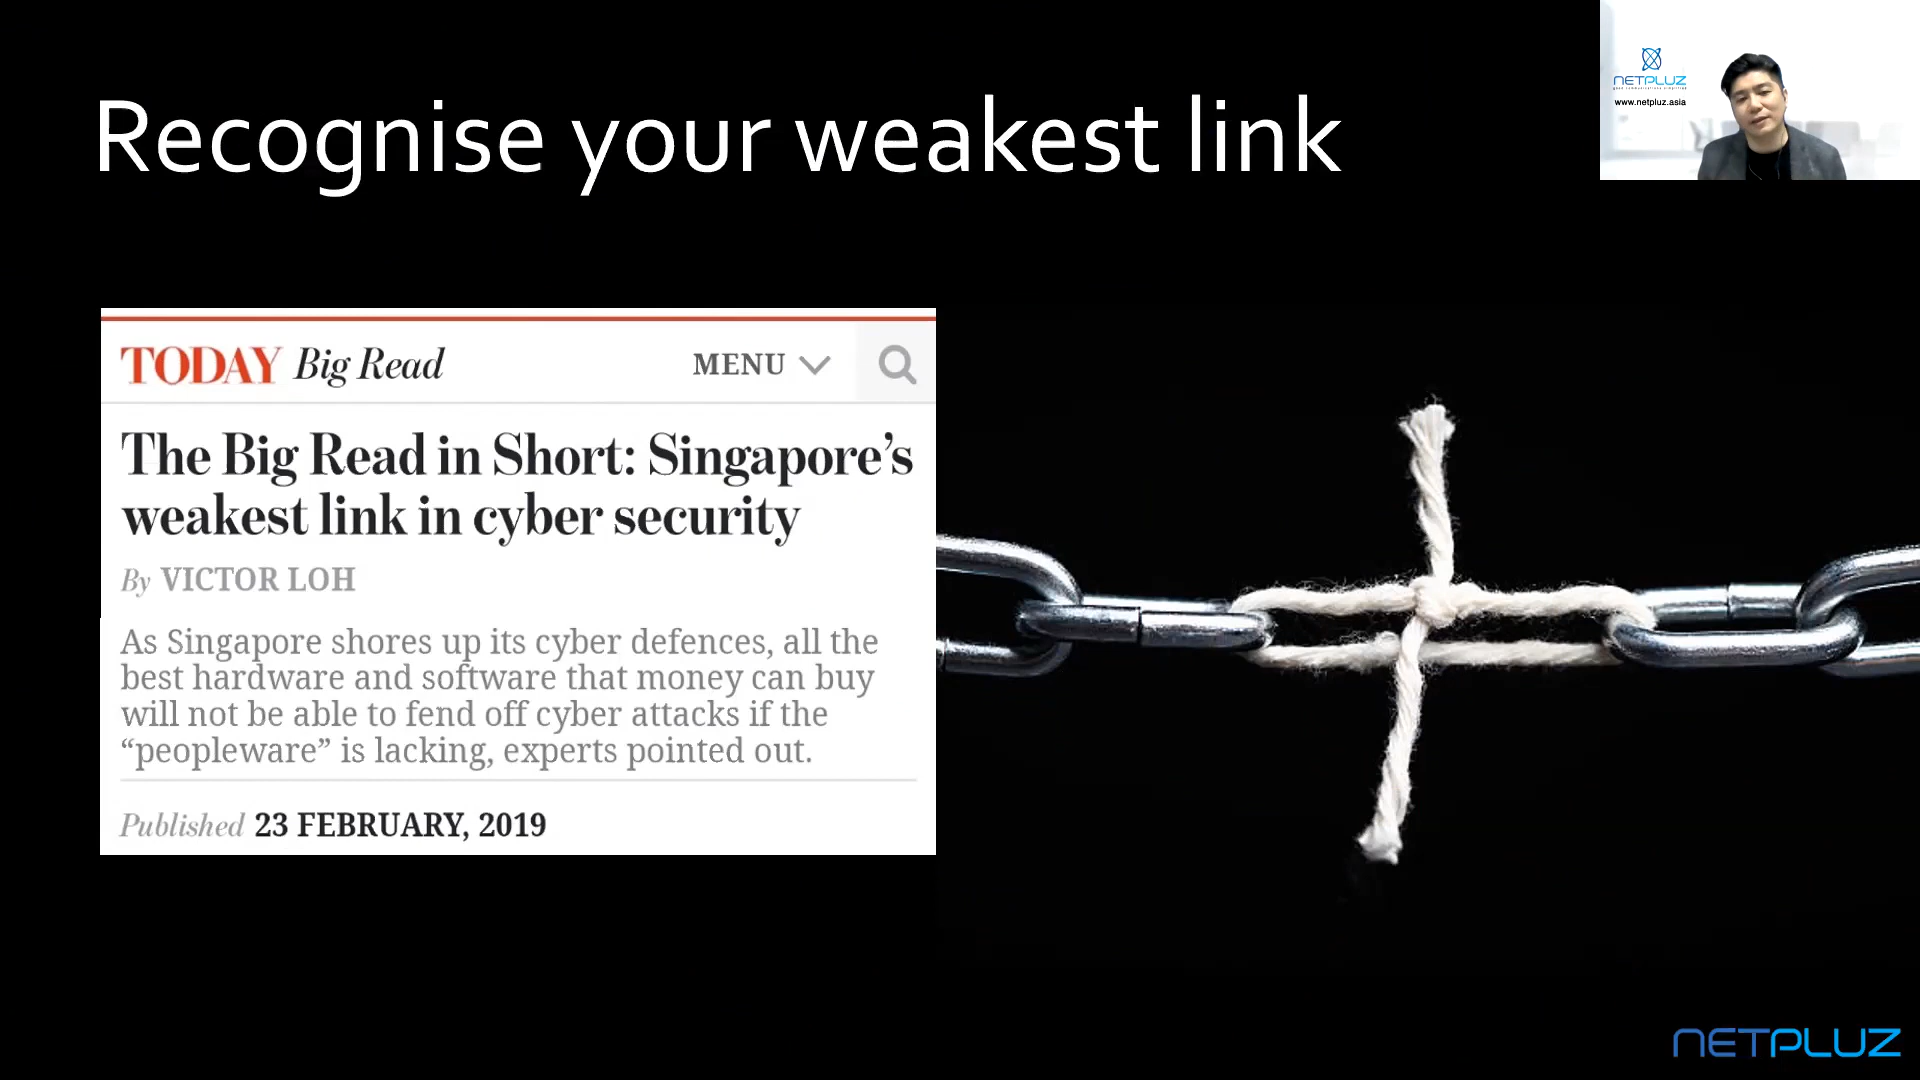 Recognise your weakest link
NETPLUZ
www.netpluz.asia
TODAY Big Read MENU
The Big Read in Short: Singapore’s
weakest link in cyber security
By VICTOR LOH
As Singapore shores up its cyber defences, all the
best hardware and software that money can buy
will not be able to fend off cyber attacks if the
“peopleware” is lacking, experts pointed out.
Published 23 FEBRUARY, 2019
NETPLUZ